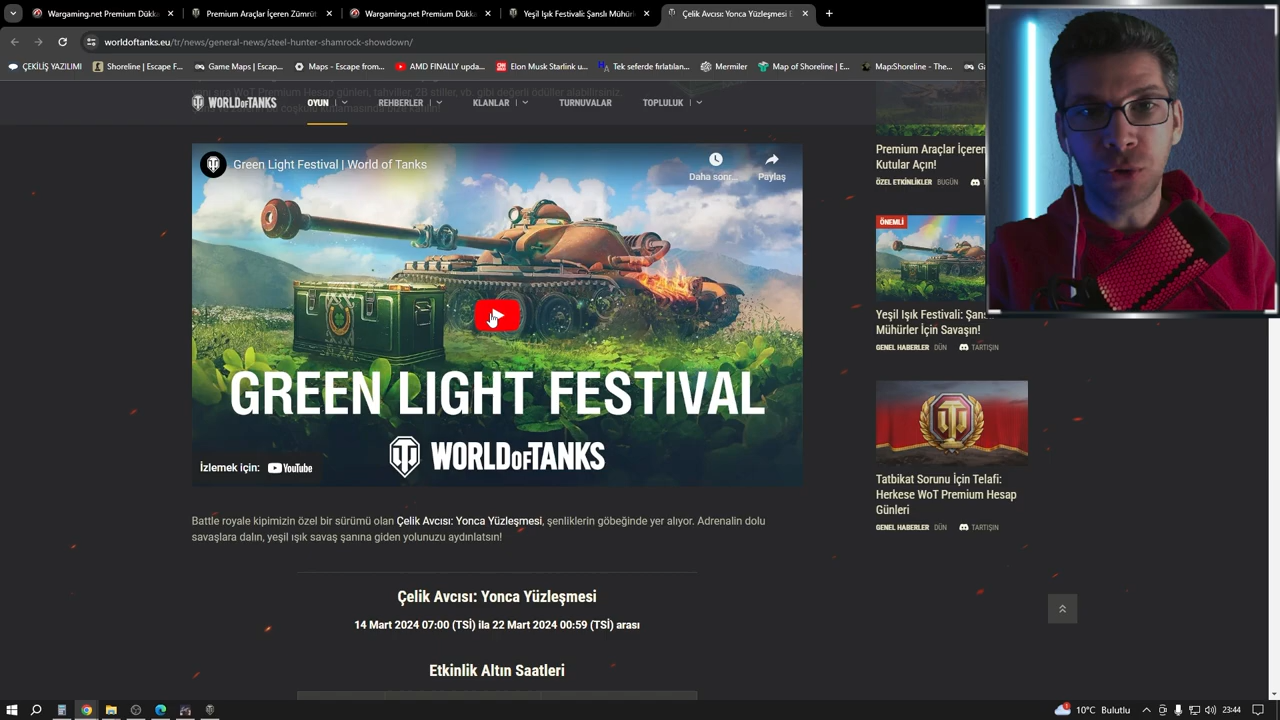 Wargaming.net Premium Dükka
Premium Araçlar İçeren Zümrüt
Wargaming.net Premium Dükka
Yeşil Işık Festivali: Şanslı Mühür
Çelik Avcısı: Yonca Yüzleşmesi E
worldoftanks.eu/tr/news/general-news/steel-hunter-shamrock-showdown/
ÇEKİLİŞ YAZILIMI
Shoreline | Escape F...
Game Maps | Escap...
Maps - Escape from...
AMD FINALLY upda...
Elon Musk Starlink u...
Tek seferde fırlatılan...
Mermiler
Map of Shoreline | E...
Map:Shoreline - The...
WORLD OF TANKS
OYUN
REHBERLER
KLANLAR
TURNUVALAR
TOPLULUK
Green Light Festival | World of Tanks
Daha sonr...
Paylaş
GREEN LIGHT FESTIVAL
WORLD OF TANKS
İzlemek için: YouTube
Battle royale kipimizin özel bir sürümü olan Çelik Avcısı: Yonca Yüzleşmesi, şenliklerin göbeğinde yer alıyor. Adrenalin dolu
savaşlara dalın, yeşil ışık savaş şanına giden yolunuzu aydınlatsın!
Çelik Avcısı: Yonca Yüzleşmesi
14 Mart 2024 07:00 (TSİ) ila 22 Mart 2024 00:59 (TSİ) arası
Etkinlik Altın Saatleri
Premium Araçlar İçeren
Kutular Açın!
ÖZEL ETKİNLİKLER BUGÜN
ÖNEMLİ
Yeşil Işık Festivali: Şans
Mühürler İçin Savaşın!
GENEL HABERLER DÜN TARTIŞIN
Tatbikat Sorunu İçin Telafi:
Herkese WoT Premium Hesap
Günleri
GENEL HABERLER DÜN TARTIŞIN
10°C Bulutlu
23:44